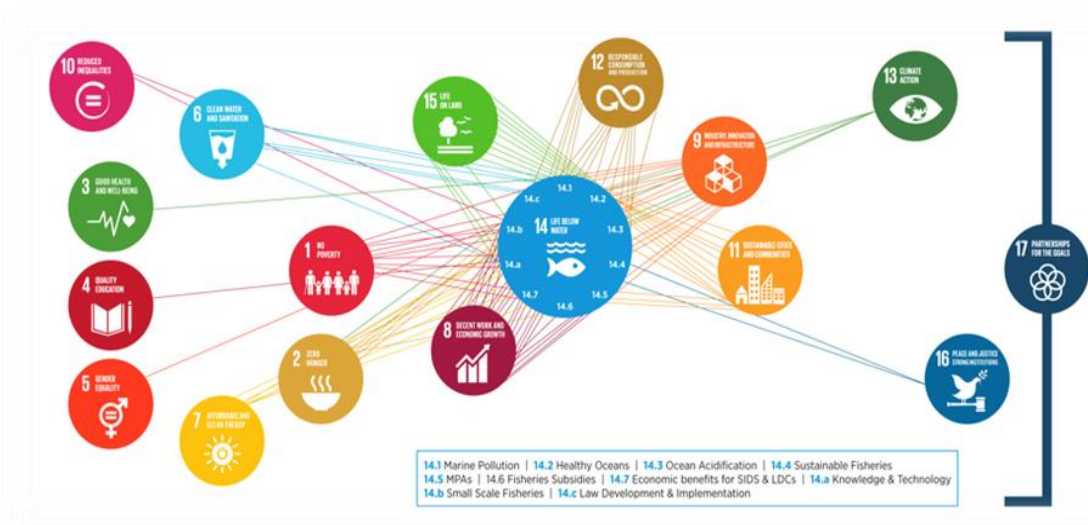 10 REDUCED
INEQUALITIES
6 CLEAN WATER
AND SANITATION
15 LIFE
ON LAND
12 RESPONSIBLE
CONSUMPTION
AND PRODUCTION
13 CLIMATE
ACTION
9 INDUSTRY, INNOVATION
AND INFRASTRUCTURE
3 GOOD HEALTH
AND WELL-BEING
14.1
14.c
14.2
14.b
14 LIFE BELOW
WATER
14.3
14.a
14.4
14.7
14.5
14.6
1 NO
POVERTY
11 SUSTAINABLE CITIES
AND COMMUNITIES
17 PARTNERSHIPS
FOR THE GOALS
4 QUALITY
EDUCATION
8 DECENT WORK AND
ECONOMIC GROWTH
2 ZERO
HUNGER
16 PEACE AND JUSTICE
STRONG INSTITUTIONS
5 GENDER
EQUALITY
7 AFFORDABLE AND
CLEAN ENERGY
14.1 Marine Pollution | 14.2 Healthy Oceans | 14.3 Ocean Acidification | 14.4 Sustainable Fisheries
14.5 MPAs | 14.6 Fisheries Subsidies | 14.7 Economic benefits for SIDS & LDCs | 14.a Knowledge & Technology
14.b Small Scale Fisheries | 14.c Law Development & Implementation